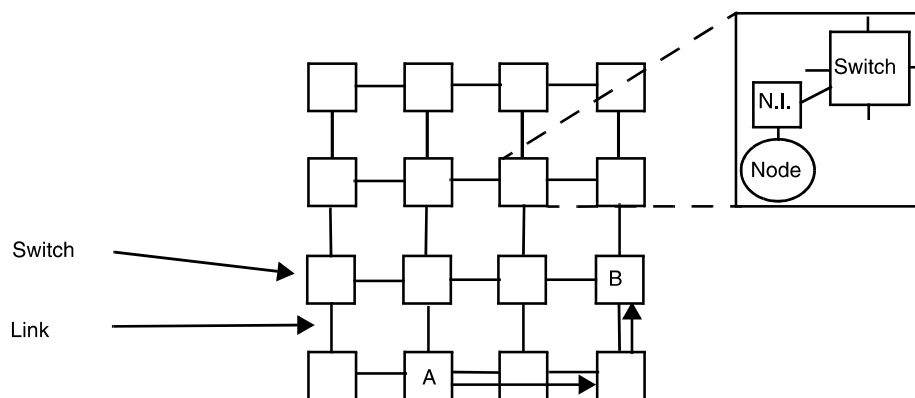 Switch
N.I.
Node
Switch
B
Link
A